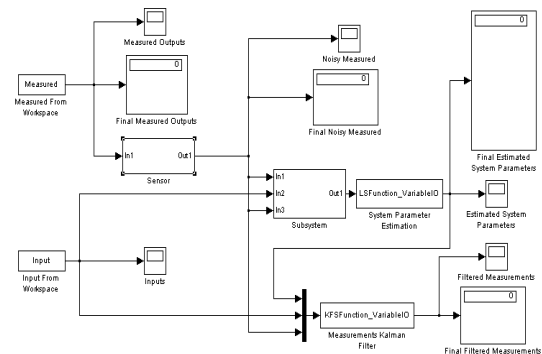 Measured Outputs
0
Final Measured Outputs
Measured
Measured From
Workspace
In1
Out1
Sensor
Noisy Measured
0
Final Noisy Measured
0
Final Estimated
System Parameters
In1
In2
In3
Out1
Subsystem
LSFunction_VariableIO
System Parameter
Estimation
Estimated System
Parameters
Input
Input From
Workspace
Inputs
KFSFunction_VariableIO
Measurements Kalman
Filter
Filtered Measurements
0
Final Filtered Measurements